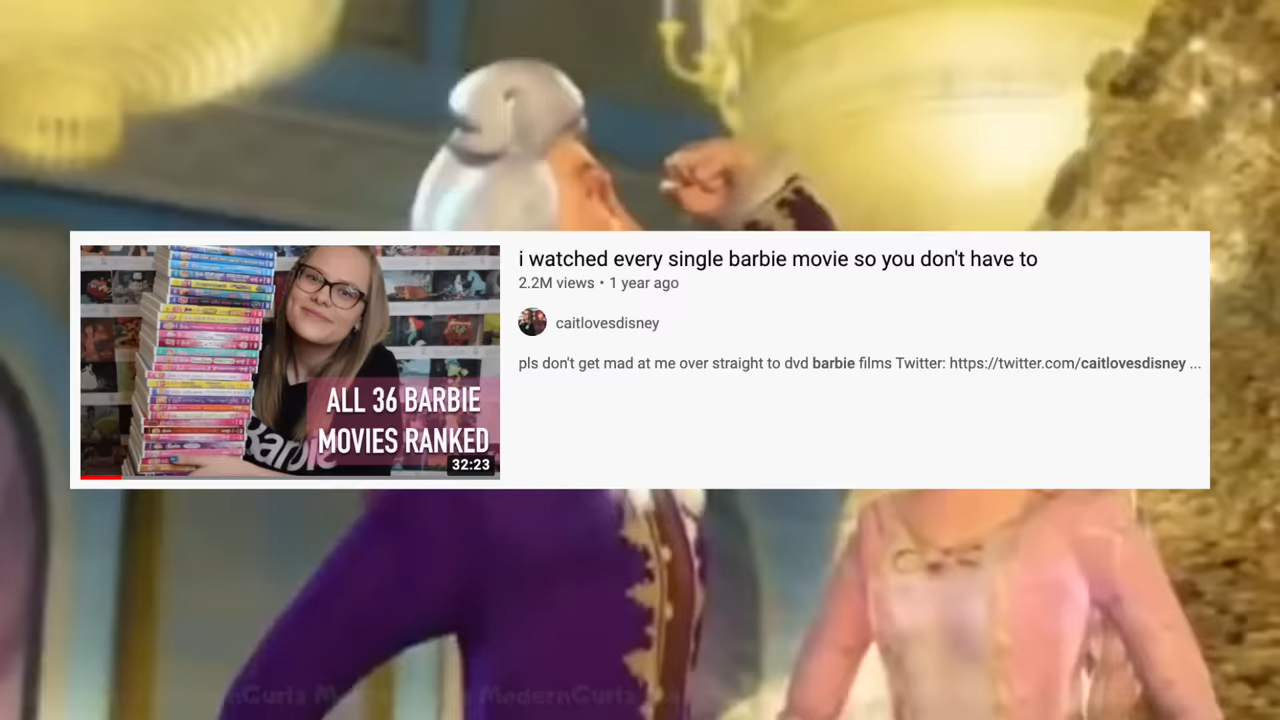 i watched every single barbie movie so you don't have to
2.2M views • 1 year ago
caitlovesdisney
pls don't get mad at me over straight to dvd barbie films Twitter: https://twitter.com/caitlovesdisney ...
ALL 36 BARBIE
MOVIES RANKED
32:23
Barbie
ModernGurlz